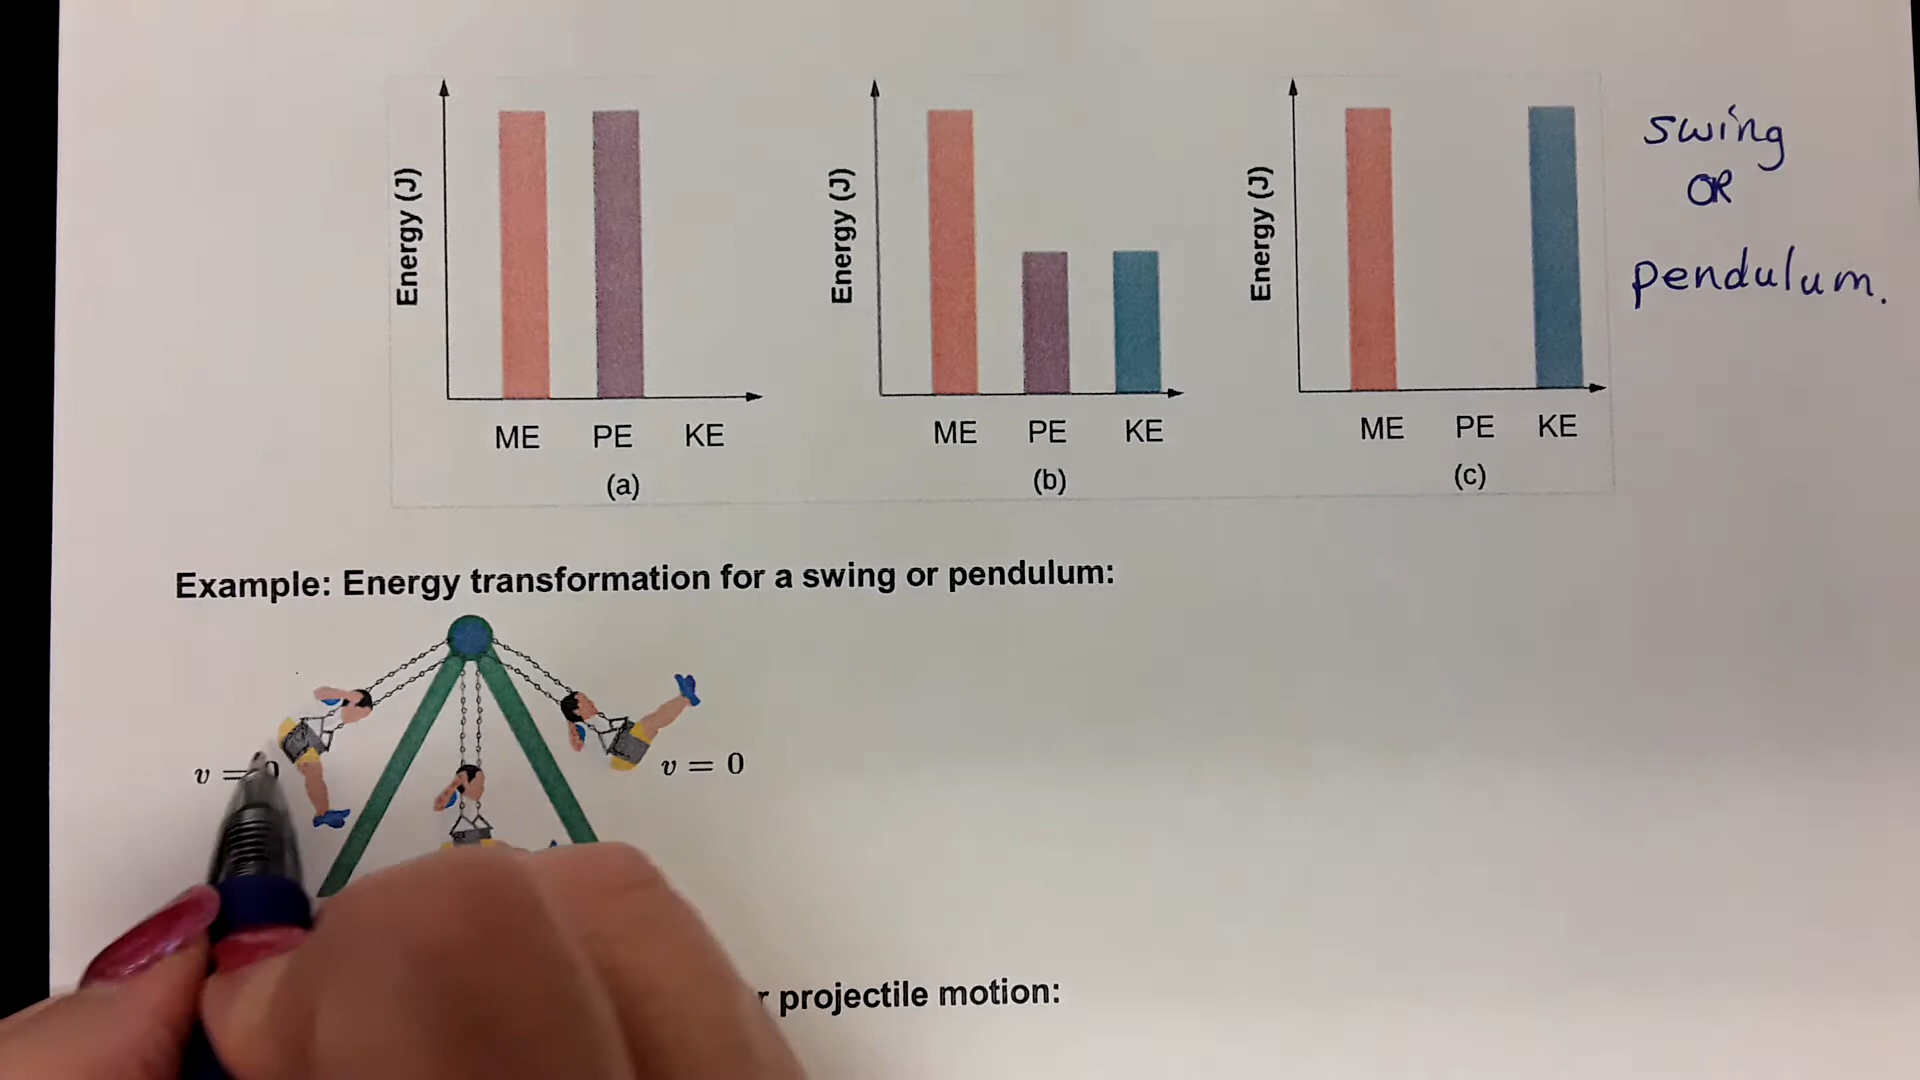 Energy (J)
ME PE KE
(a)
Energy (J)
ME PE KE
(b)
Energy (J)
ME PE KE
(c)
swing
OR
pendulum.
Example: Energy transformation for a swing or pendulum:
v = 0
v = 0
projectile motion: